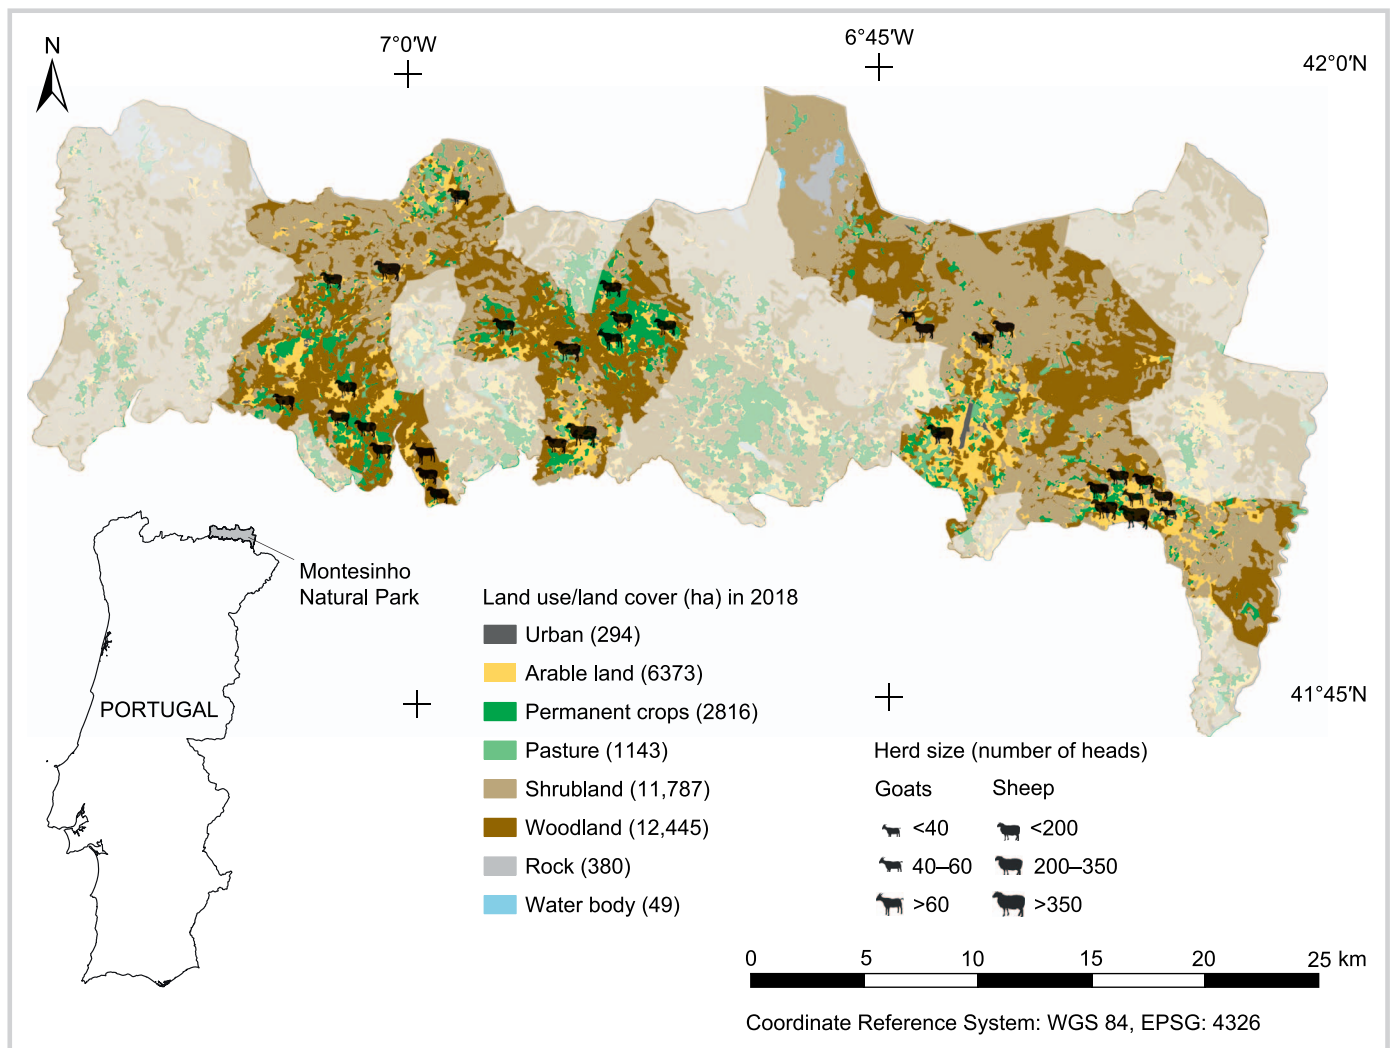 N
7°0′W
6°45′W
42°0′N
Montesinho
Natural Park
PORTUGAL
41°45′N
Land use/land cover (ha) in 2018
Urban (294)
Arable land (6373)
Permanent crops (2816)
Pasture (1143)
Shrubland (11,787)
Woodland (12,445)
Rock (380)
Water body (49)
Herd size (number of heads)
Goats Sheep
<40 <200
40–60 200–350
>60 >350
0 5 10 15 20 25 km
Coordinate Reference System: WGS 84, EPSG: 4326